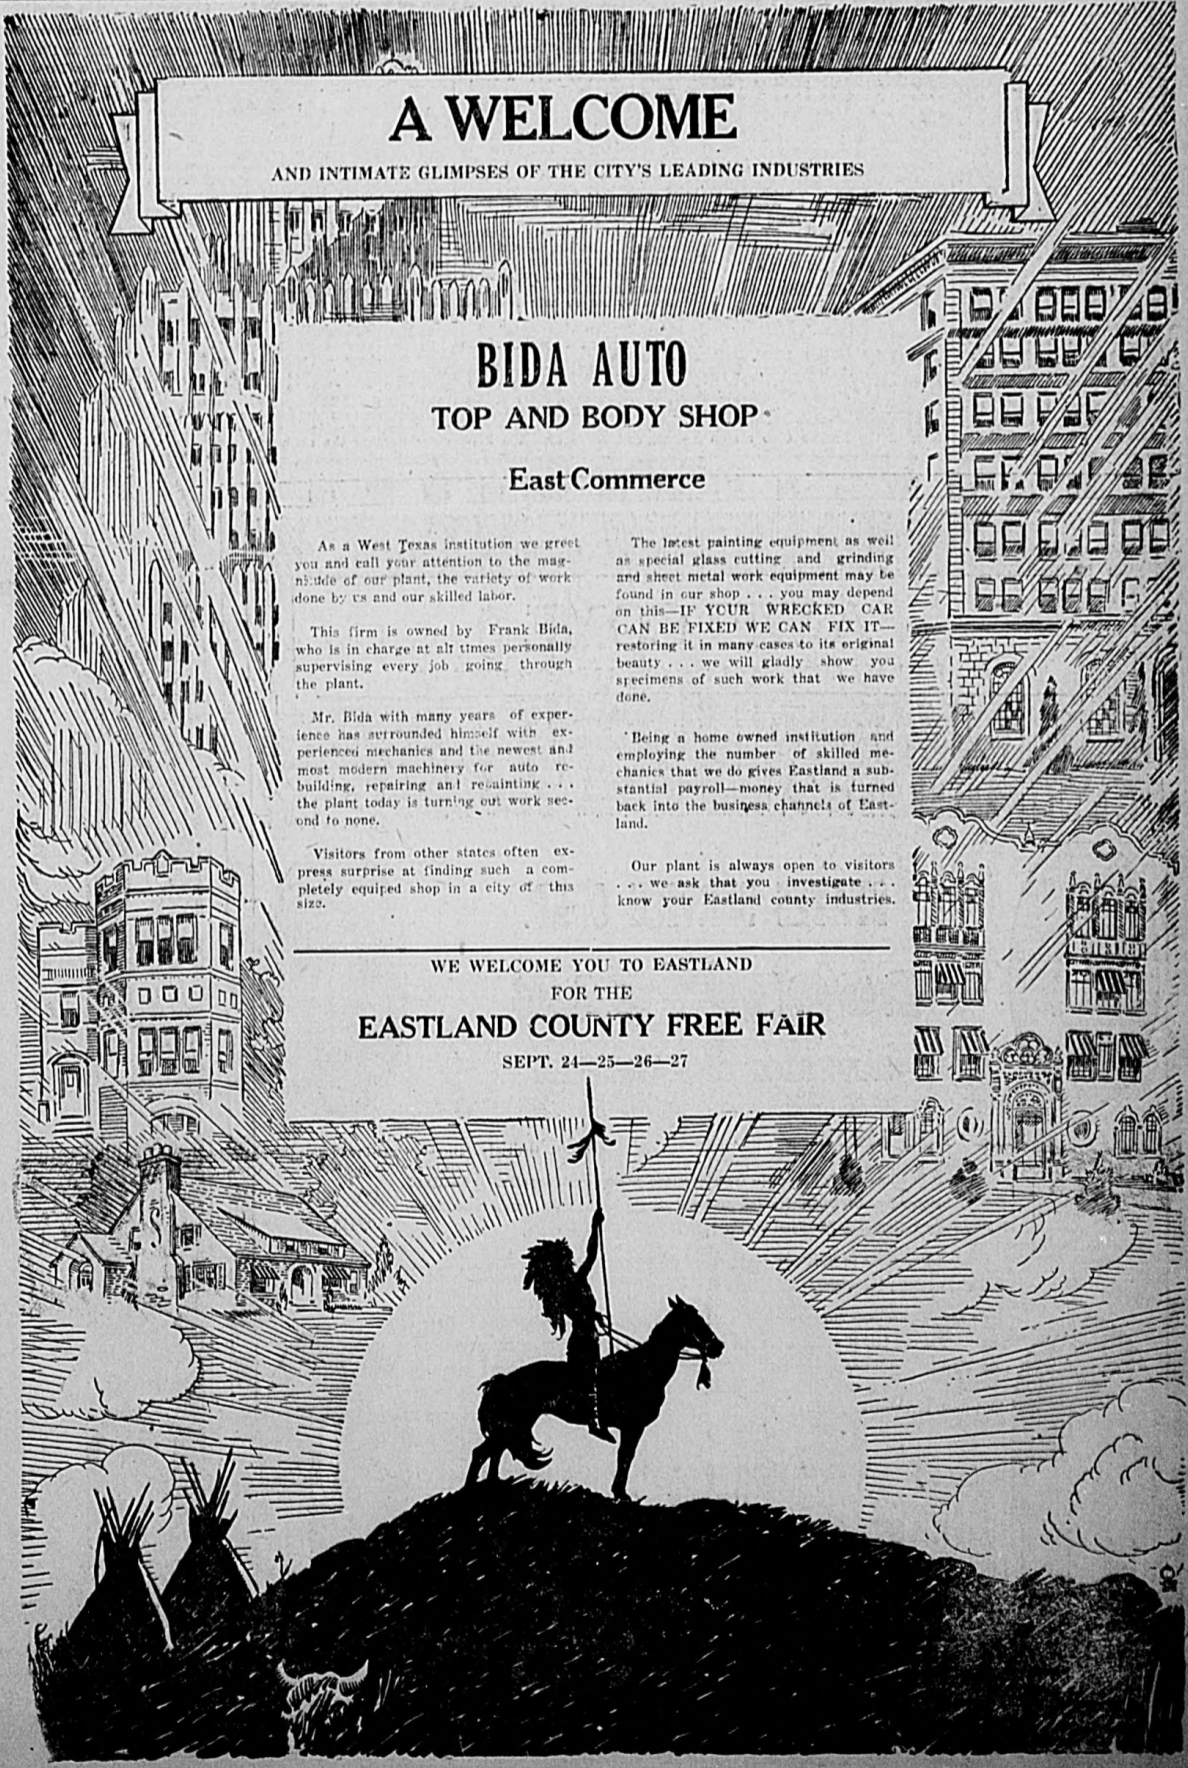 A WELCOME
AND INTIMATE GLIMPSES OF THE CITY'S LEADING INDUSTRIES
BIDA AUTO
TOP AND BODY SHOP
East Commerce
As a West Texas institution we greet
you and call your attention to the mag-
nitude of our plant, the variety of work
done by us and our skilled labor.
This firm is owned by Frank Bida,
who is in charge at all times personally
supervising every job going through
the plant.
Mr. Bida with many years of exper-
ience has surrounded himself with ex-
perienced mechanics and the newest and
most modern machinery for auto re-
building, repairing and repainting . . .
the plant today is turning out work sec-
ond to none.
Visitors from other states often ex-
press surprise at finding such a com-
pletely equiped shop in a city of this
size.
The latest painting equipment as well
as special glass cutting and grinding
and sheet metal work equipment may be
found in our shop . . . you may depend
on this—IF YOUR WRECKED CAR
CAN BE FIXED WE CAN FIX IT—
restoring it in many cases to its original
beauty . . . we will gladly show you
specimens of such work that we have
done.
Being a home owned institution and
employing the number of skilled me-
chanics that we do gives Eastland a sub-
stantial payroll—money that is turned
back into the business channels of East-
land.
Our plant is always open to visitors
. . . we ask that you investigate . . .
know your Eastland county industries.
WE WELCOME YOU TO EASTLAND
FOR THE
EASTLAND COUNTY FREE FAIR
SEPT. 24—25—26—27